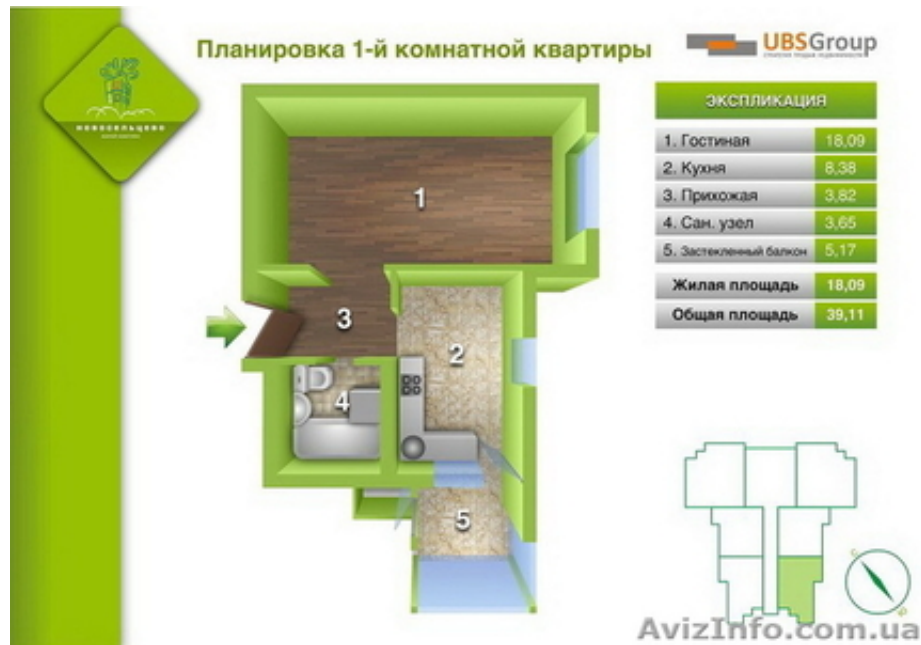 Планировка 1-й комнатной квартиры
UBSGroup
НОВОСЕЛЬЦЕВО
ЭКСПЛИКАЦИЯ
1. Гостиная 18,09
2. Кухня 8,38
3. Прихожая 3,82
4. Сан. узел 3,65
5. Застекленный балкон 5,17
Жилая площадь 18,09
Общая площадь 39,11
1
3
2
4
5
AvizInfo.com.ua